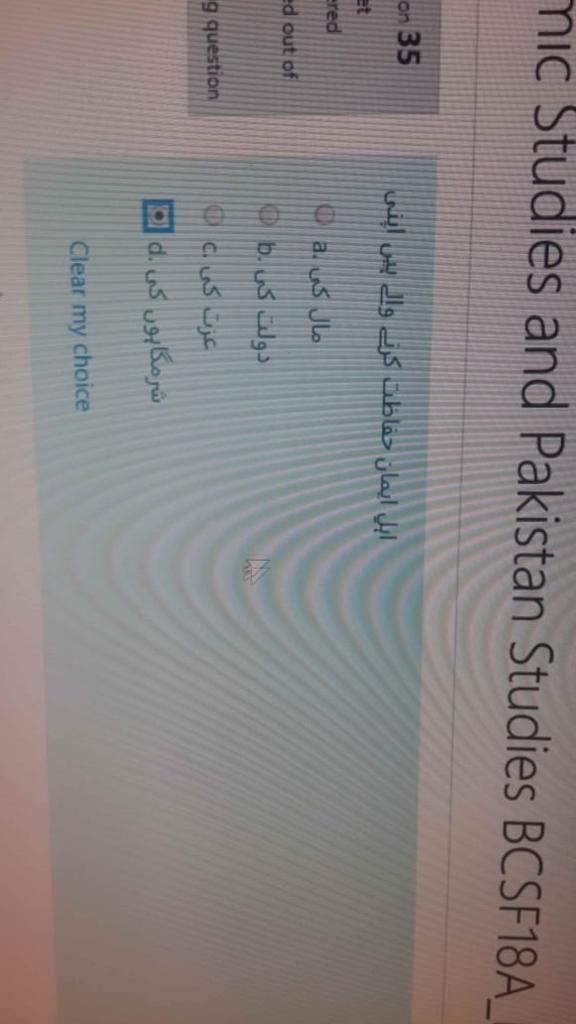 mic Studies and Pakistan Studies BCSF18A_
on 35
et
ered
ed out of
g question
اہل ایمان حفاظت کرنے والے ہیں اپنی
a. مال کی
b. دولت کی
c. عزت کی
d. شرمگاہوں کی
Clear my choice